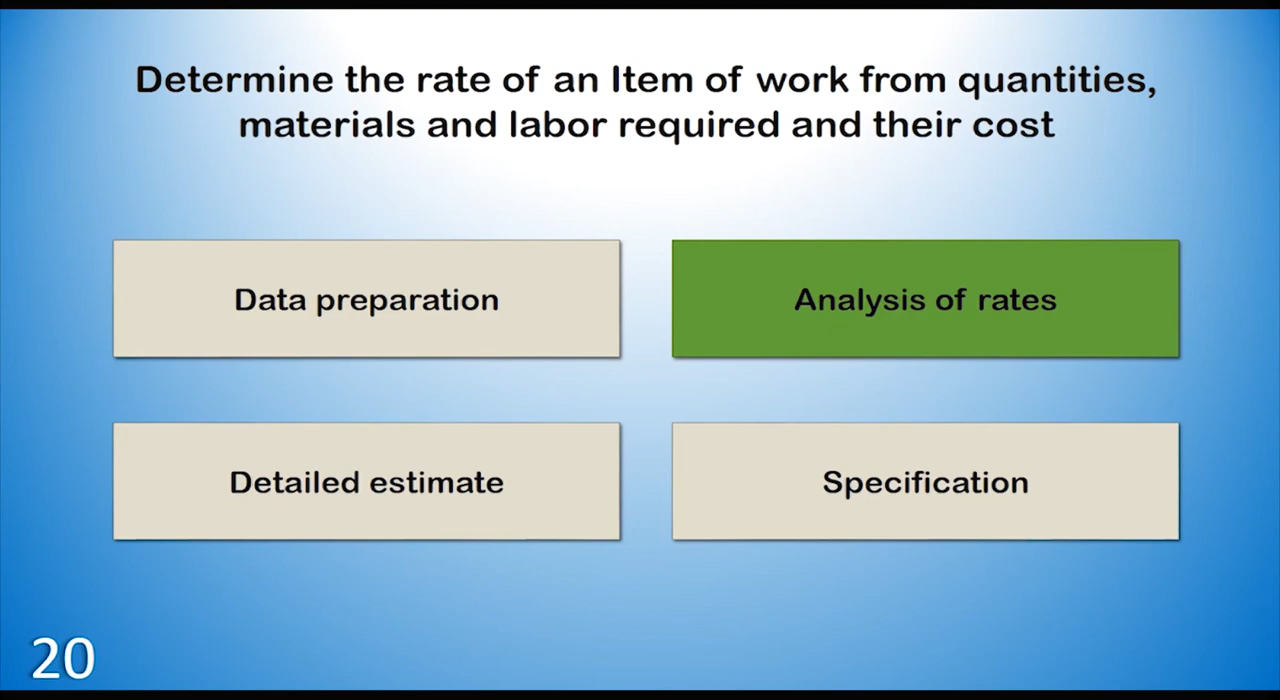 Determine the rate of an Item of work from quantities,
materials and labor required and their cost
Data preparation
Analysis of rates
Detailed estimate
Specification
20